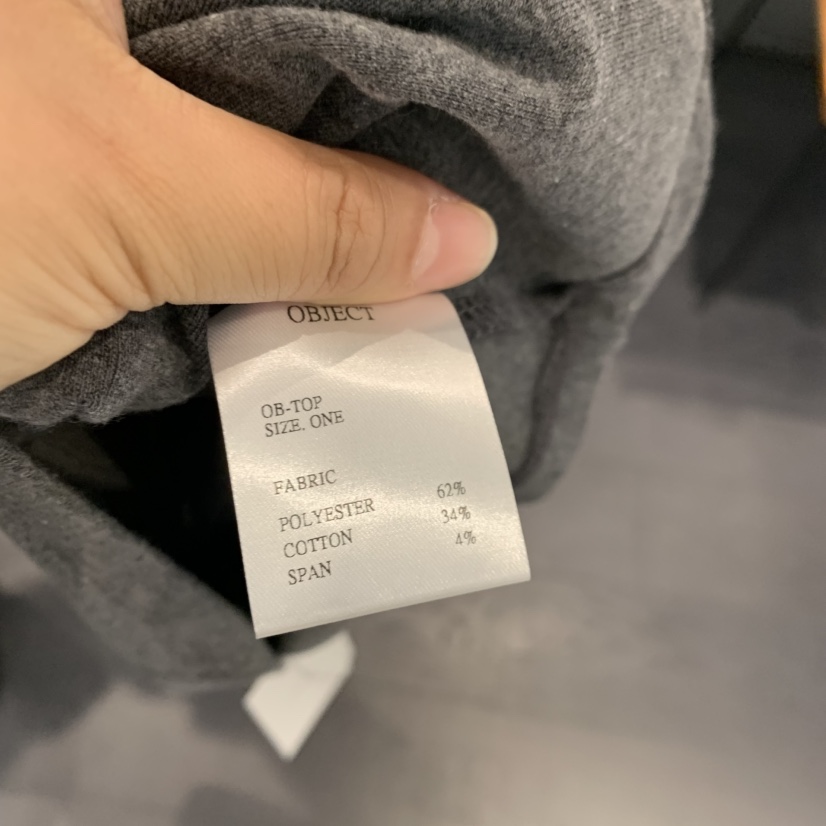 OBJECT
OB-TOP
SIZE. ONE
FABRIC
POLYESTER 62%
COTTON 34%
SPAN 4%